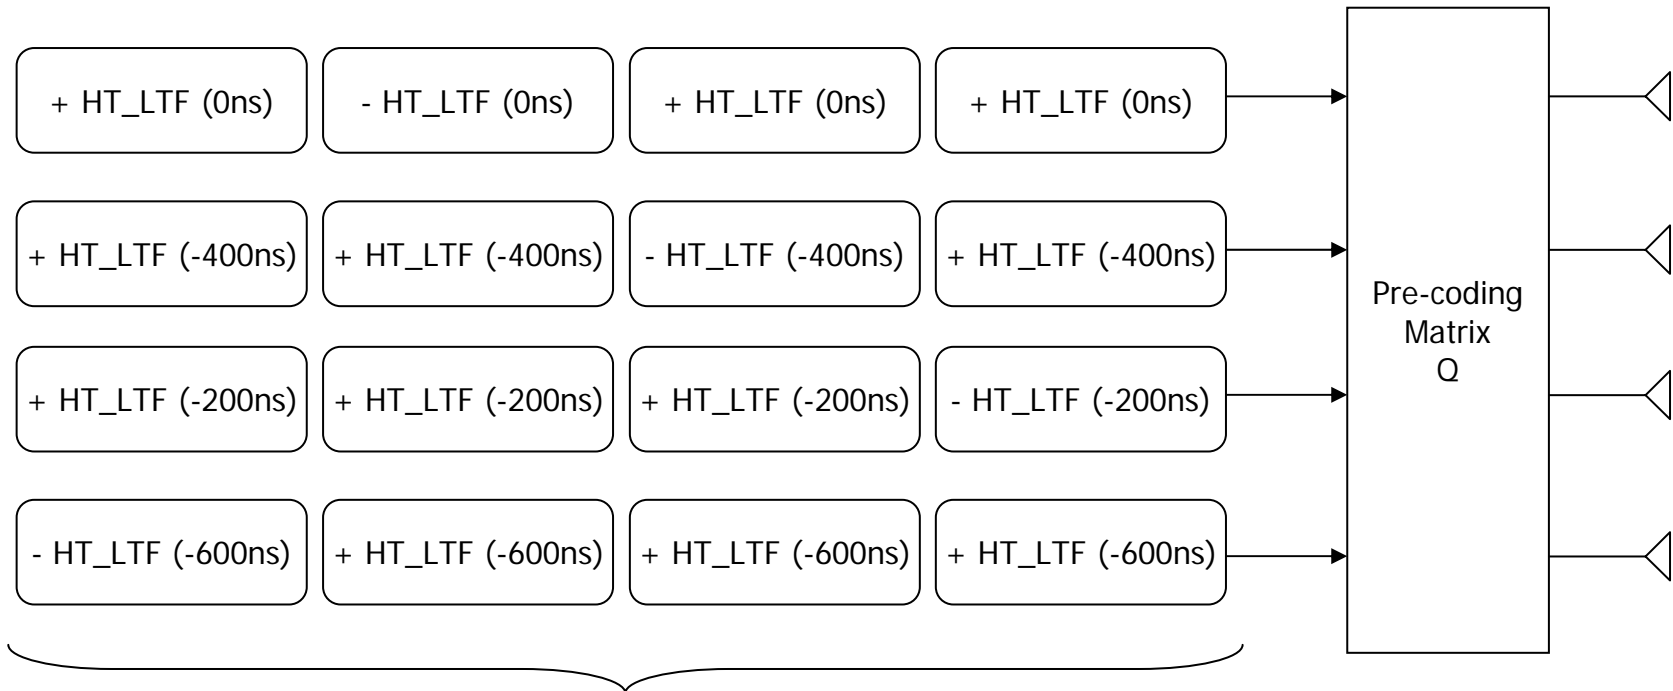 + HT_LTF (0ns)
- HT_LTF (0ns)
+ HT_LTF (0ns)
+ HT_LTF (0ns)
+ HT_LTF (-400ns)
+ HT_LTF (-400ns)
- HT_LTF (-400ns)
+ HT_LTF (-400ns)
+ HT_LTF (-200ns)
+ HT_LTF (-200ns)
+ HT_LTF (-200ns)
- HT_LTF (-200ns)
- HT_LTF (-600ns)
+ HT_LTF (-600ns)
+ HT_LTF (-600ns)
+ HT_LTF (-600ns)
Pre-coding
Matrix
Q